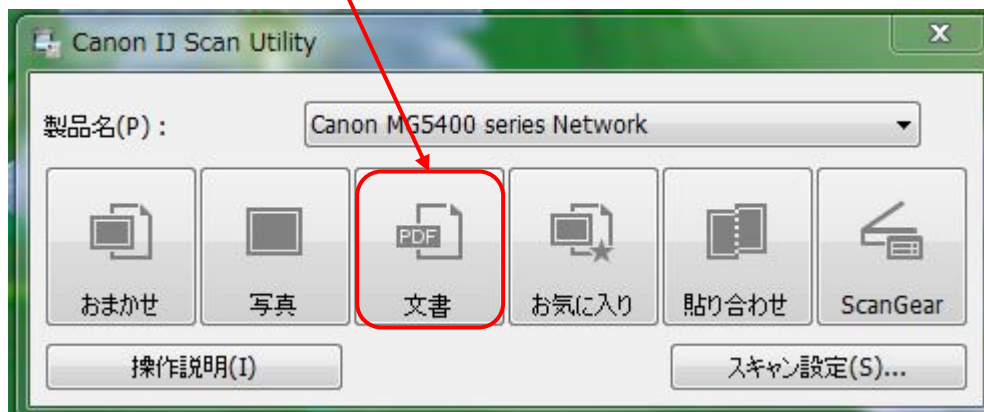 Canon IJ Scan Utility
製品名(P)：
Canon MG5400 series Network
PDF
おまかせ
写真
文書
お気に入り
貼り合わせ
ScanGear
操作説明(I)
スキャン設定(S)...